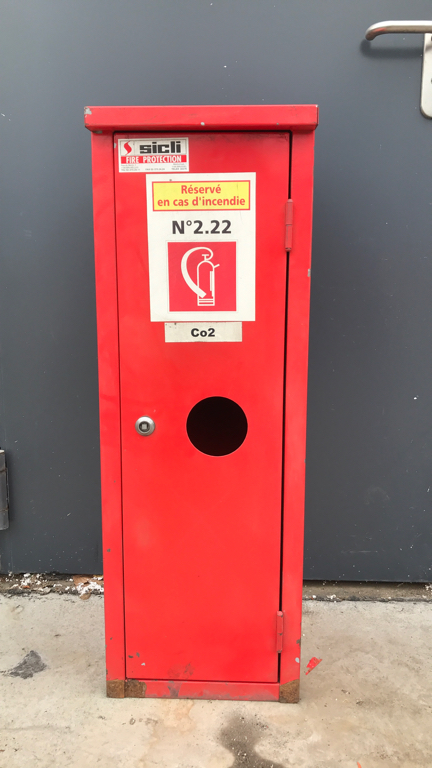 sicli
FIRE PROTECTION
Réservé
en cas d'incendie
N°2.22
Co2